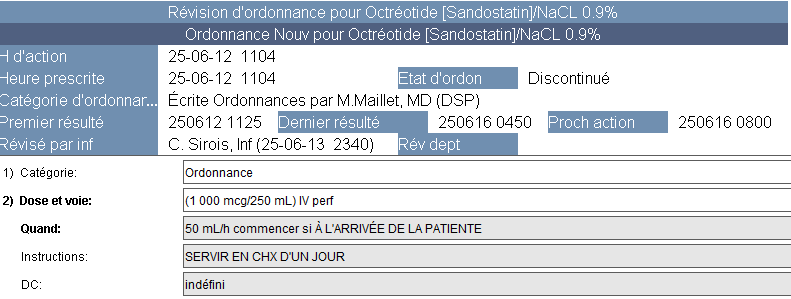 Révision d'ordonnance pour Octréotide [Sandostatin]/NaCL 0.9%
Ordonnance Nouv pour Octréotide [Sandostatin]/NaCL 0.9%
H d'action 25-06-12 1104
Heure prescrite 25-06-12 1104 Etat d'ordon Discontinué
Catégorie d'ordonnar... Écrite Ordonnances par M.Maillet, MD (DSP)
Premier résulté 250612 1125 Dernier résulté 250616 0450 Proch action 250616 0800
Révisé par inf C. Sirois, Inf (25-06-13 2340) Rév dept
1) Catégorie: Ordonnance
2) Dose et voie: (1 000 mcg/250 mL) IV perf
Quand: 50 mL/h commencer si À L'ARRIVÉE DE LA PATIENTE
Instructions: SERVIR EN CHX D'UN JOUR
DC: indéfini